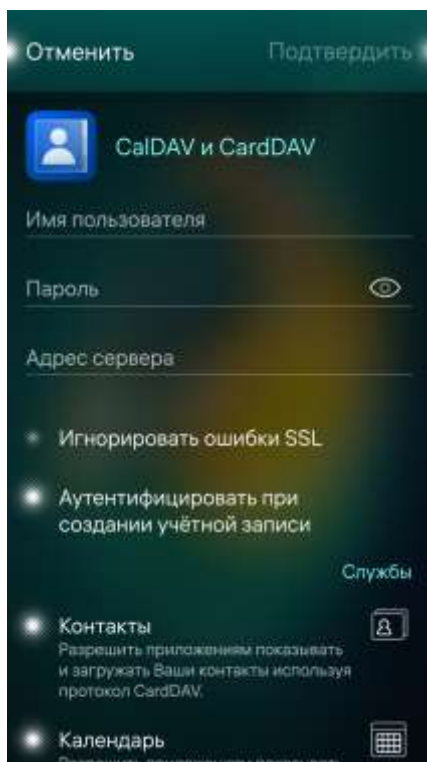 Отменить Подтвердить
CalDAV и CardDAV
Имя пользователя
Пароль
Адрес сервера
Игнорировать ошибки SSL
Аутентифицировать при
создании учётной записи
Службы
Контакты
Разрешить приложениям показывать
и загружать Ваши контакты используя
протокол CardDAV.
Календарь